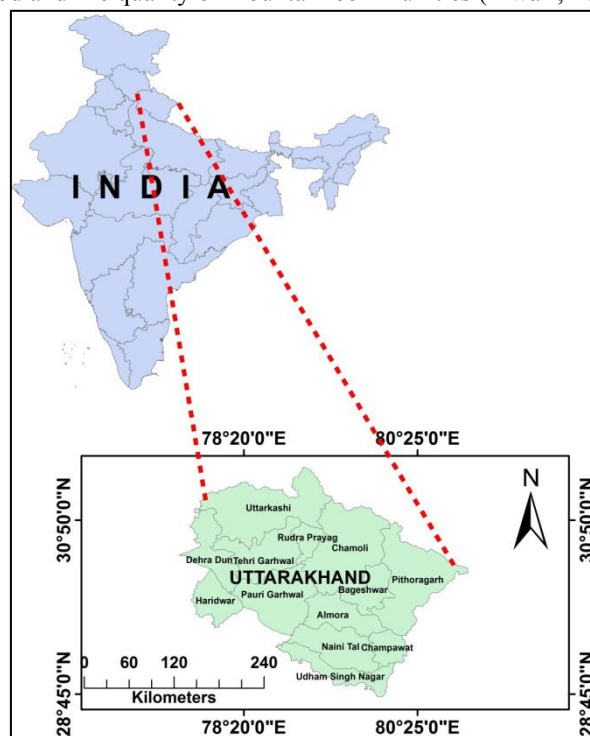 INDIA
78°20'0"E 80°25'0"E
N
30°50'0"N 30°50'0"N
Uttarkashi
Rudra Prayag
Chamoli
Dehra Dun Tehri Garhwal
UTTARAKHAND
Pithoragarh
Haridwar
Pauri Garhwal
Bageshwar
Almora
Naini Tal Champawat
Udham Singh Nagar
0 60 120 240
Kilometers
28°45'0"N 28°45'0"N
78°20'0"E 80°25'0"E